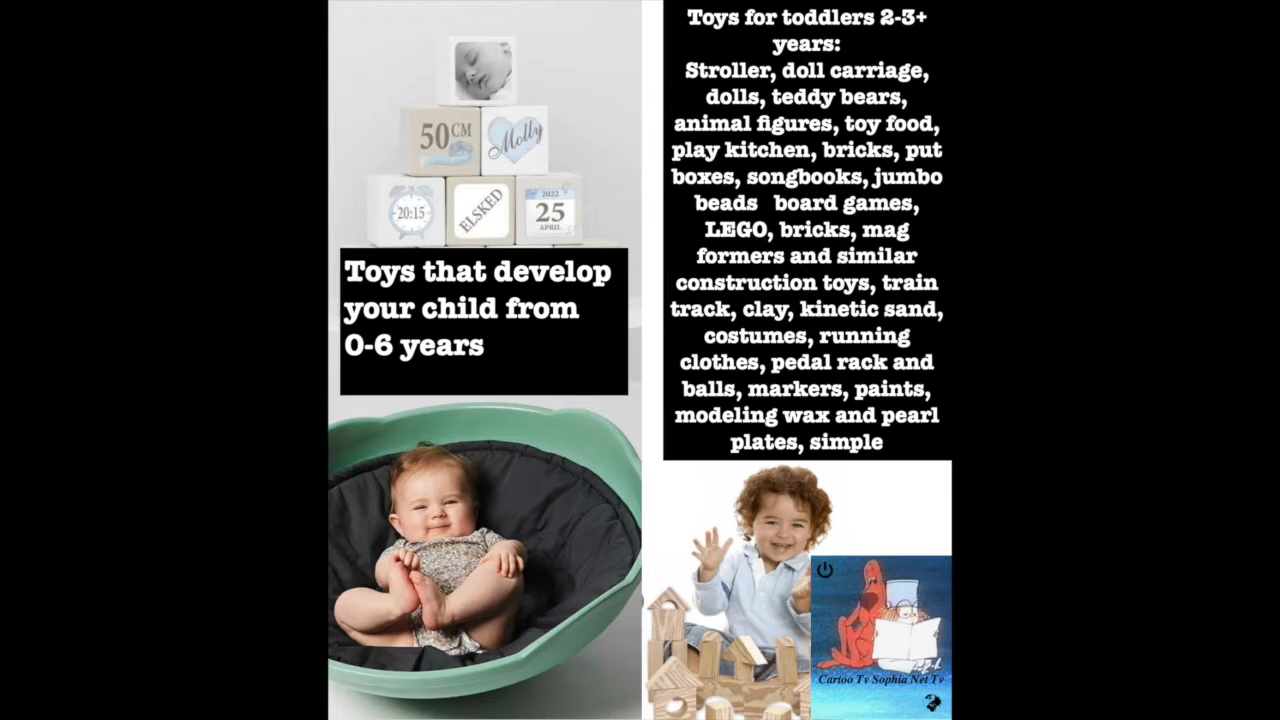 50CM
Molly
20:15
ELSKED
2022
25
APRIL
Toys that develop
your child from
0-6 years
Toys for toddlers 2-3+
years:
Stroller, doll carriage,
dolls, teddy bears,
animal figures, toy food,
play kitchen, bricks, put
boxes, songbooks, jumbo
beads board games,
LEGO, bricks, mag
formers and similar
construction toys, train
track, clay, kinetic sand,
costumes, running
clothes, pedal rack and
balls, markers, paints,
modeling wax and pearl
plates, simple
Cartoo Tv Sophia Net Tv